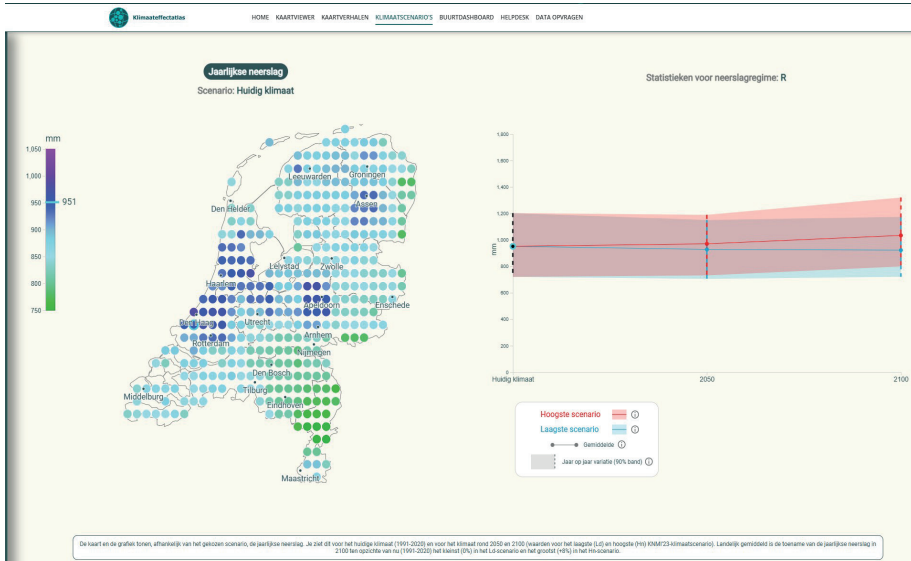 Klimaateffectatlas
HOME KAARTVIEWER KAARTVERHALEN KLIMAATSCENARIO'S BUURTDASHBOARD HELPDESK DATA OPVRAGEN
Jaarlijkse neerslag
Scenario: Huidig klimaat
mm
1,050
1,000
950
951
900
850
800
750
Leeuwarden
Groningen
Assen
Den Helder
Lelystad
Zwolle
Haarlem
Apeldoorn
Enschede
Den Haag
Utrecht
Rotterdam
Arnhem
Nijmegen
Den Bosch
Tilburg
Middelburg
Eindhoven
Maastricht
Statistieken voor neerslagregime: R
1,800
1,600
1,400
1,200
1,000
mm
800
600
400
200
0
Huidig klimaat
2050
2100
Hoogste scenario
Laagste scenario
Gemiddelde
Jaar op jaar variatie (90% band)
De kaart en de grafiek tonen, afhankelijk van het gekozen scenario, de jaarlijkse neerslag. Je ziet dit voor het huidige klimaat (1991-2020) en voor het klimaat rond 2050 en 2100 (waarden voor het laagste (Ld) en hoogste (Hn) KNMI'23-klimaatscenario). Landelijk gemiddeld is de toename van de jaarlijkse neerslag in
2100 ten opzichte van nu (1991-2020) het kleinst (0%) in het Ld-scenario en het grootst (+8%) in het Hn-scenario.